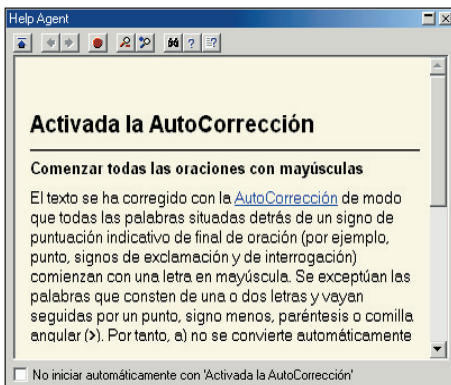 Help Agent
Activada la AutoCorrección
Comenzar todas las oraciones con mayúsculas
El texto se ha corregido con la AutoCorrección de modo
que todas las palabras situadas detrás de un signo de
puntuación indicativo de final de oración (por ejemplo,
punto, signos de exclamación y de interrogación)
comienzan con una letra en mayúscula. Se exceptúan las
palabras que consten de una o dos letras y vayan
seguidas por un punto, signo menos, paréntesis o comilla
angular (>). Por tanto, a) no se convierte automáticamente
No iniciar automáticamente con 'Activada la AutoCorrección'